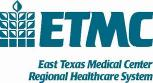 ETMC
East Texas Medical Center
Regional Healthcare System